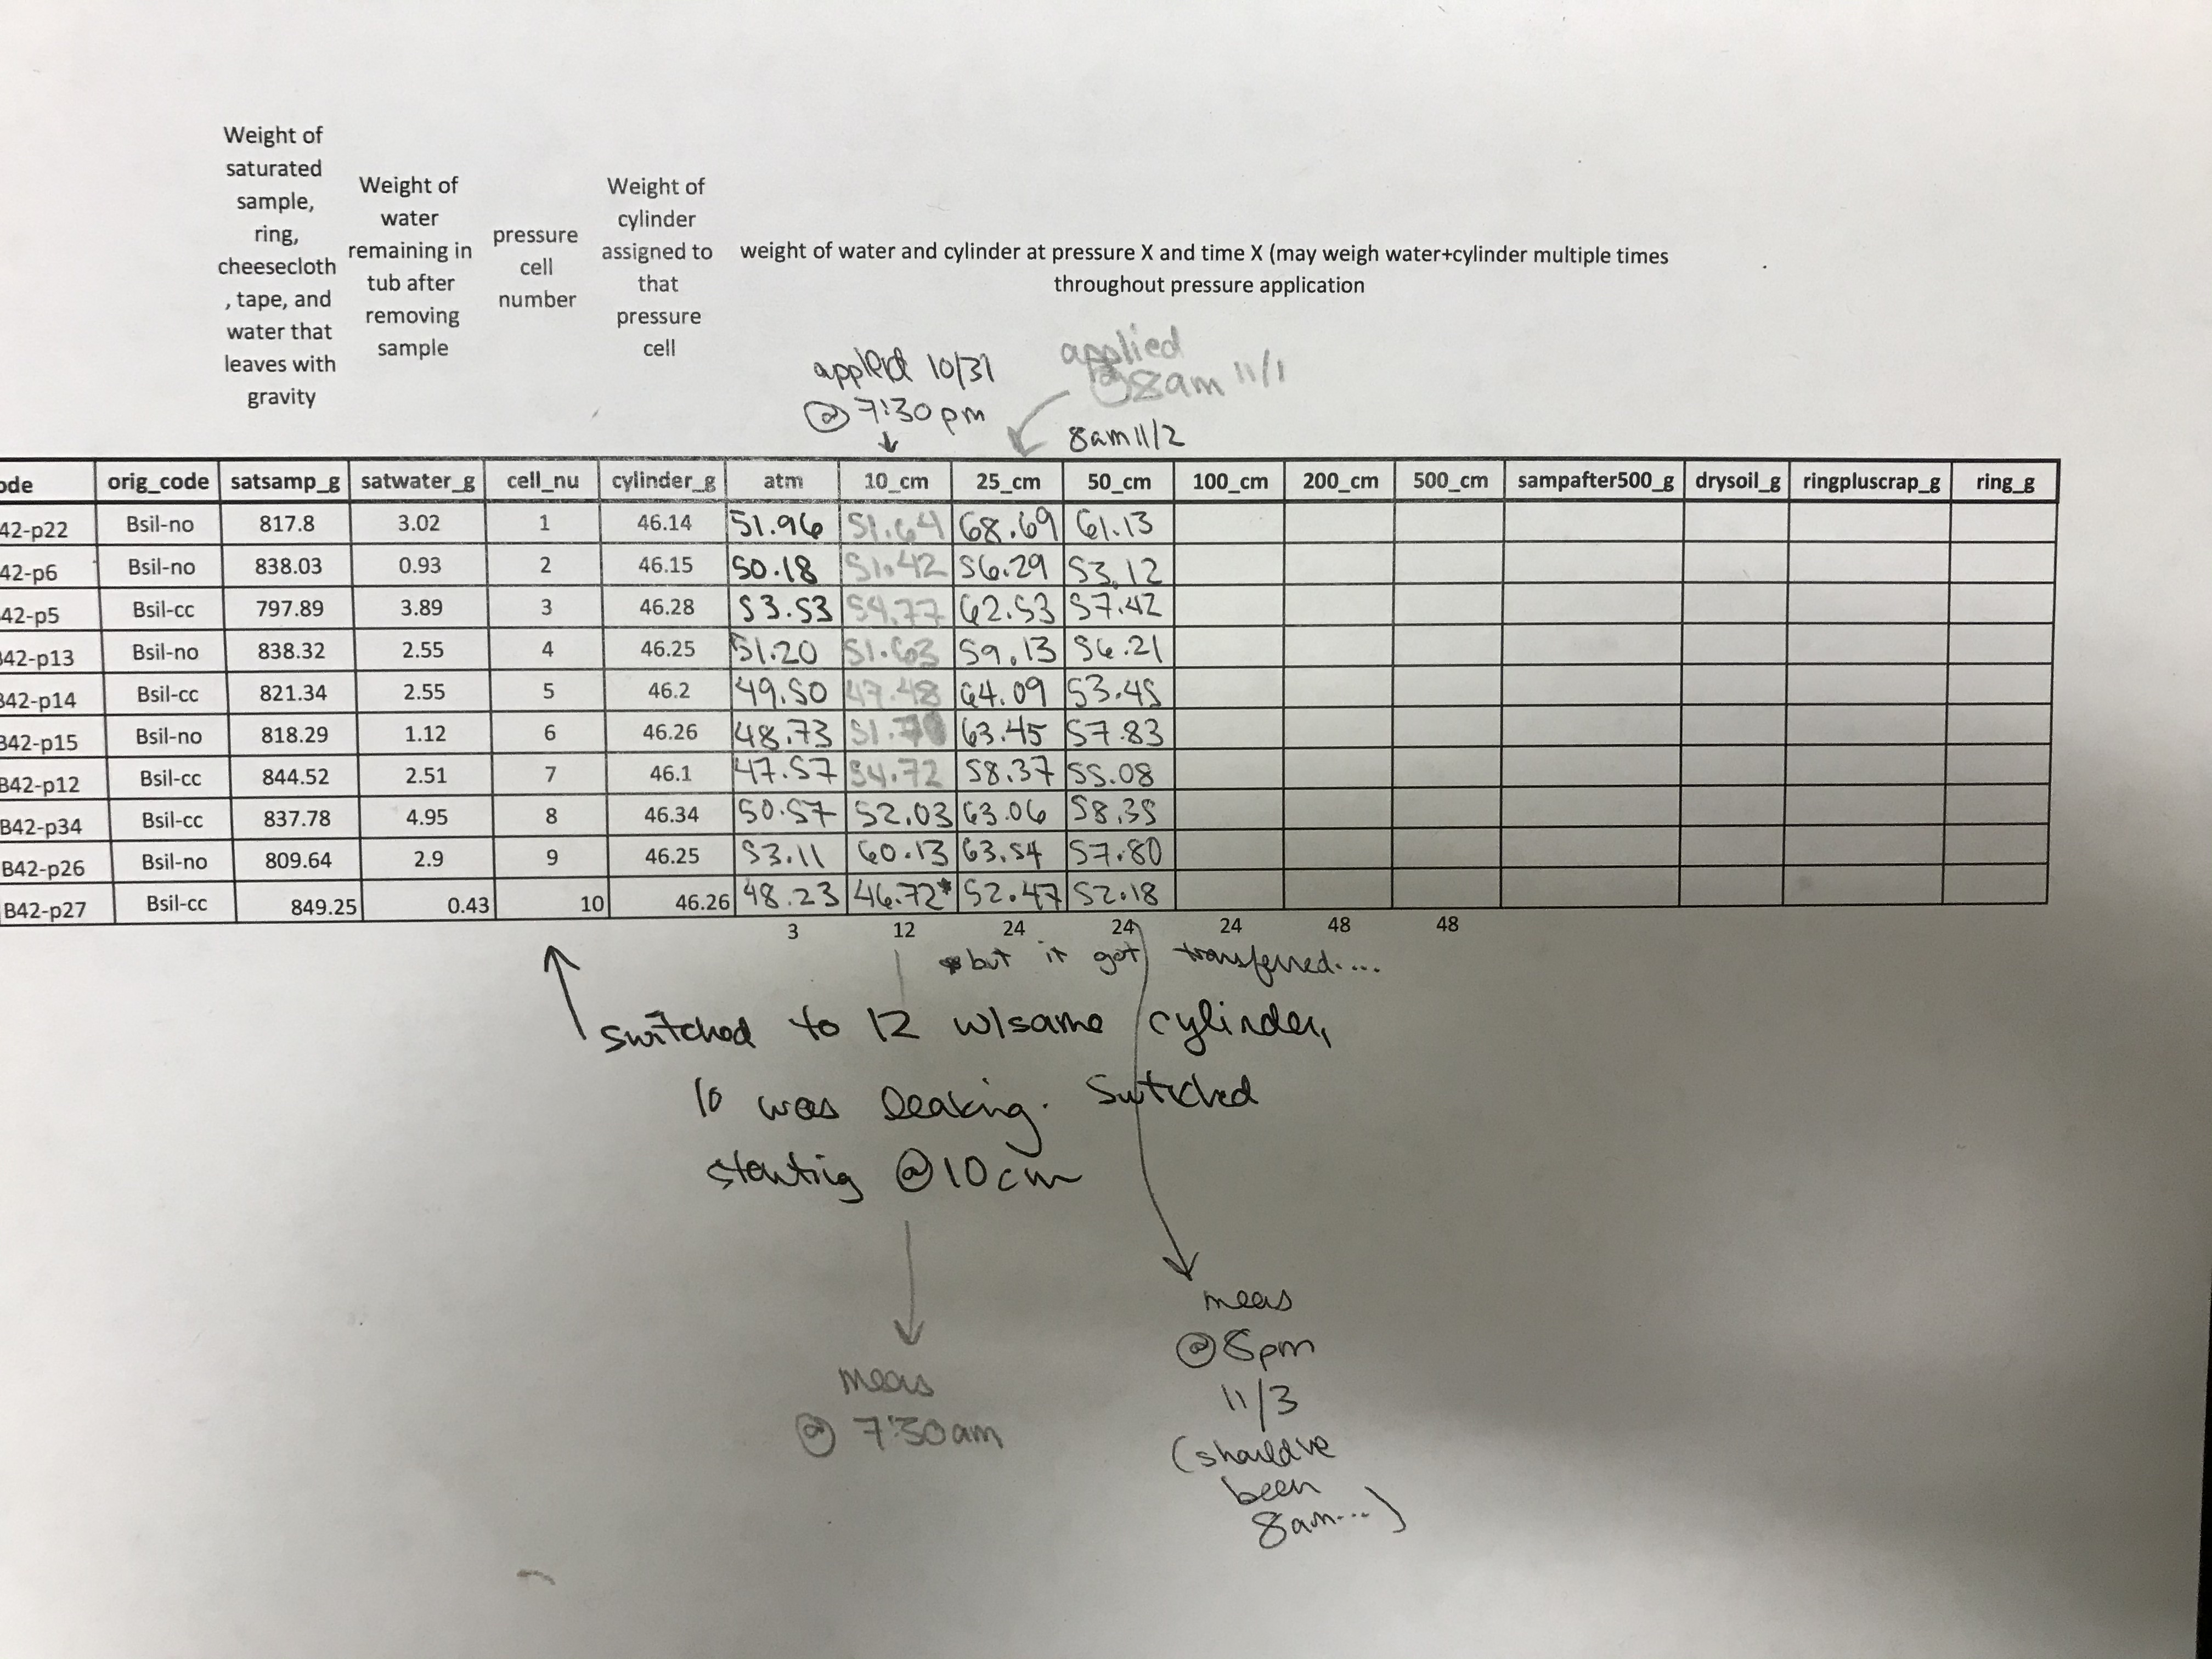 Weight of
saturated
sample,
ring,
cheesecloth
, tape, and
water that
leaves with
gravity
Weight of
water
remaining in
tub after
removing
sample
pressure
cell
number
Weight of
cylinder
assigned to
that
pressure
cell
weight of water and cylinder at pressure X and time X (may weigh water+cylinder multiple times
throughout pressure application
applied 10/31
@ 7:30pm
applied
@8am 11/1
8am 11/2
ode orig_code satsamp_g satwater_g cell_nu cylinder_g atm 10_cm 25_cm 50_cm 100_cm 200_cm 500_cm sampafter500_g drysoil_g ringpluscrap_g ring_g
42-p22 Bsil-no 817.8 3.02 1 46.14 51.96 51.64 68.69 61.13
42-p6 Bsil-no 838.03 0.93 2 46.15 50.18 51.42 56.29 53.12
42-p5 Bsil-cc 797.89 3.89 3 46.28 53.53 54.77 62.53 57.42
42-p13 Bsil-no 838.32 2.55 4 46.25 51.20 51.63 59.13 56.21
342-p14 Bsil-cc 821.34 2.55 5 46.2 49.50 47.48 64.09 53.45
B42-p15 Bsil-no 818.29 1.12 6 46.26 48.73 63.45 57.83
B42-p12 Bsil-cc 844.52 2.51 7 46.1 47.57 54.72 58.37 55.08
B42-p34 Bsil-cc 837.78 4.95 8 46.34 50.57 52.03 63.06 58.35
B42-p26 Bsil-no 809.64 2.9 9 46.25 53.11 60.13 63.54 57.80
B42-p27 Bsil-cc 849.25 0.43 10 46.26 48.23 46.72* 52.47 52.18
3 12 24 24 24 48 48
* but it got transferred....
switched to 12 w/same cylinder,
10 was leaking. Switched
starting @10cm
meas
@ 7:30am
meas
@8pm
11/3
(should've
been
8am...)